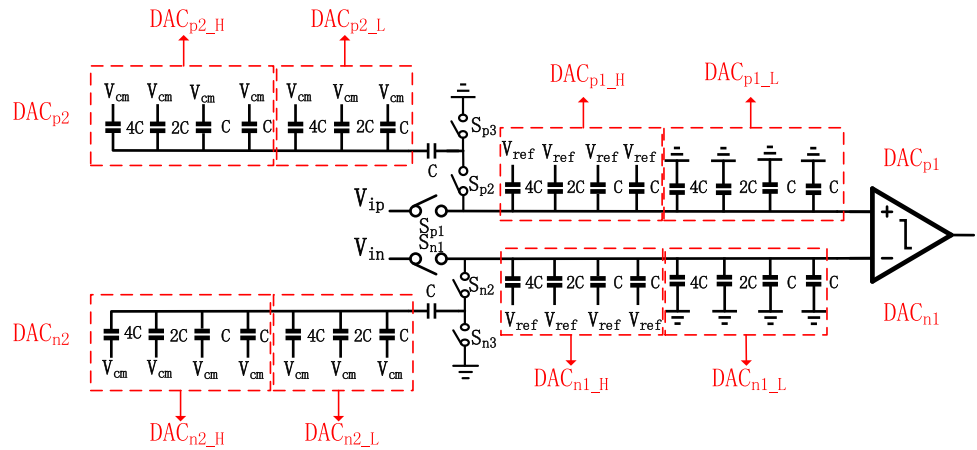 DACp2_H DACp2_L
DACp1_H DACp1_L
DACp2 Vcm Vcm Vcm Vcm Vcm Vcm Vcm
4C 2C C C 4C 2C C
Sp3
C
Vref Vref Vref Vref
4C 2C C C 4C 2C C C
DACp1
Sp2
Vip
Sp1
+
Sn1
Vin
−
C
Sn2
4C 2C C C 4C 2C C C
DACn1
Vref Vref Vref Vref
Sn3
DACn2 4C 2C C C 4C 2C C
Vcm Vcm Vcm Vcm Vcm Vcm Vcm
DACn1_H DACn1_L
DACn2_H DACn2_L